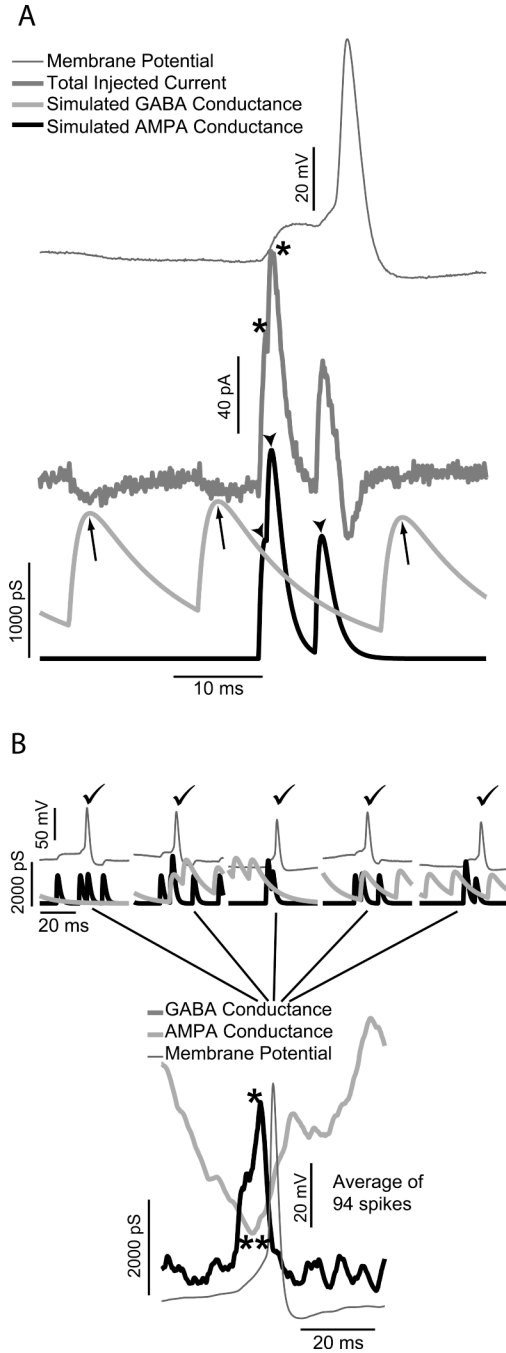 A
Membrane Potential
Total Injected Current
Simulated GABA Conductance
Simulated AMPA Conductance
20 mV
*
*
40 pA
1000 pS
10 ms
B
50 mV
2000 pS
20 ms
GABA Conductance
AMPA Conductance
Membrane Potential
*
20 mV
Average of
94 spikes
**
2000 pS
20 ms